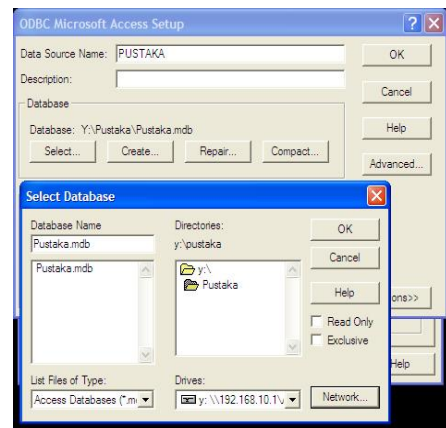 ODBC Microsoft Access Setup
Data Source Name: PUSTAKA
OK
Description:
Cancel
Database
Database: Y:\Pustaka\Pustaka.mdb
Help
Select... Create... Repair... Compact...
Advanced...
Select Database
Database Name
Directories:
OK
Pustaka.mdb
y:\pustaka
Cancel
Pustaka.mdb
y:\
Pustaka
Help
ons>>
Read Only
Exclusive
Help
List Files of Type:
Drives:
Access Databases (*.m
y: \\192.168.10.1\
Network...